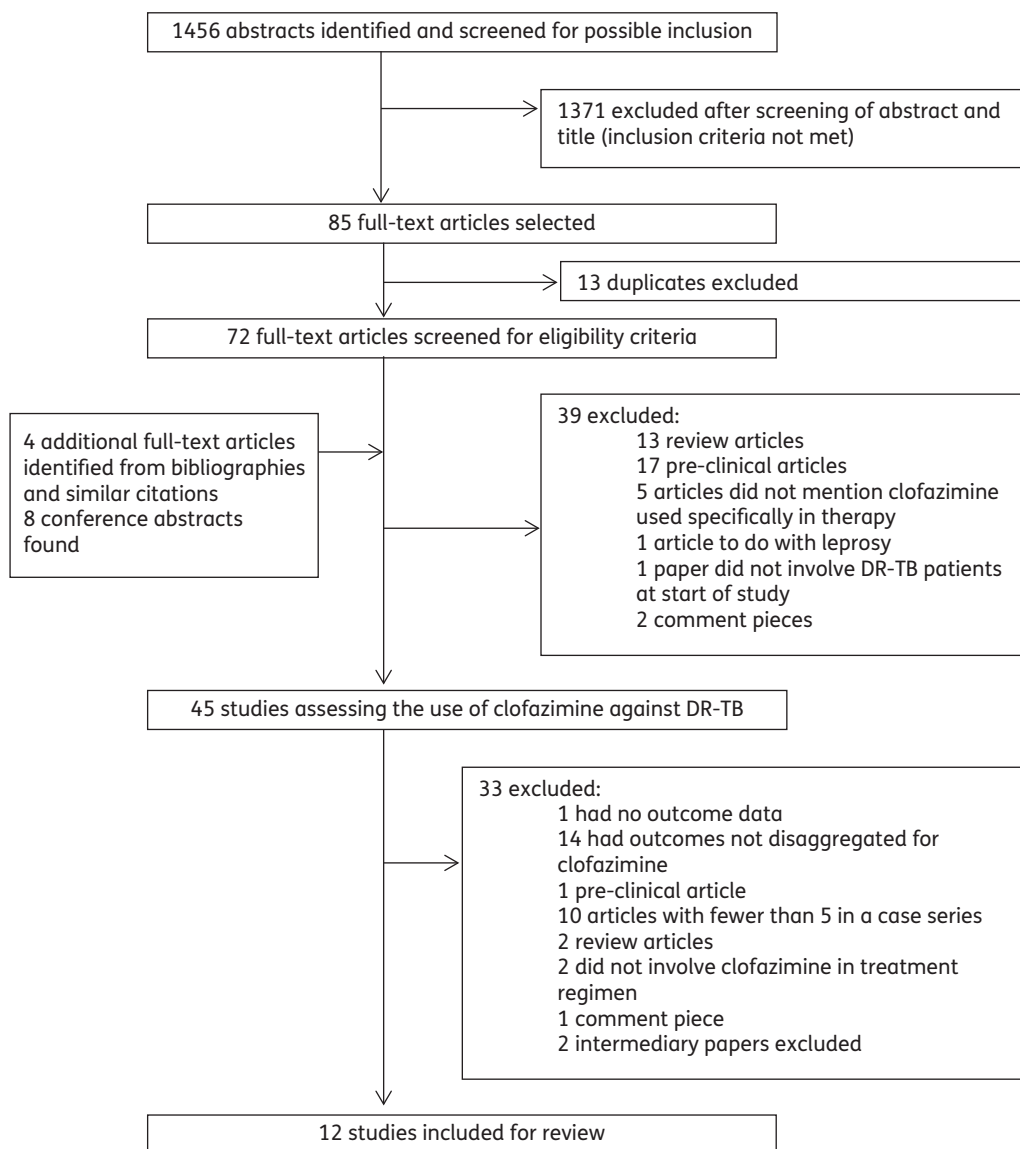 1456 abstracts identified and screened for possible inclusion
1371 excluded after screening of abstract and
title (inclusion criteria not met)
85 full-text articles selected
13 duplicates excluded
72 full-text articles screened for eligibility criteria
4 additional full-text articles
identified from bibliographies
and similar citations
8 conference abstracts
found
39 excluded:
13 review articles
17 pre-clinical articles
5 articles did not mention clofazimine
used specifically in therapy
1 article to do with leprosy
1 paper did not involve DR-TB patients
at start of study
2 comment pieces
45 studies assessing the use of clofazimine against DR-TB
33 excluded:
1 had no outcome data
14 had outcomes not disaggregated for
clofazimine
1 pre-clinical article
10 articles with fewer than 5 in a case series
2 review articles
2 did not involve clofazimine in treatment
regimen
1 comment piece
2 intermediary papers excluded
12 studies included for review